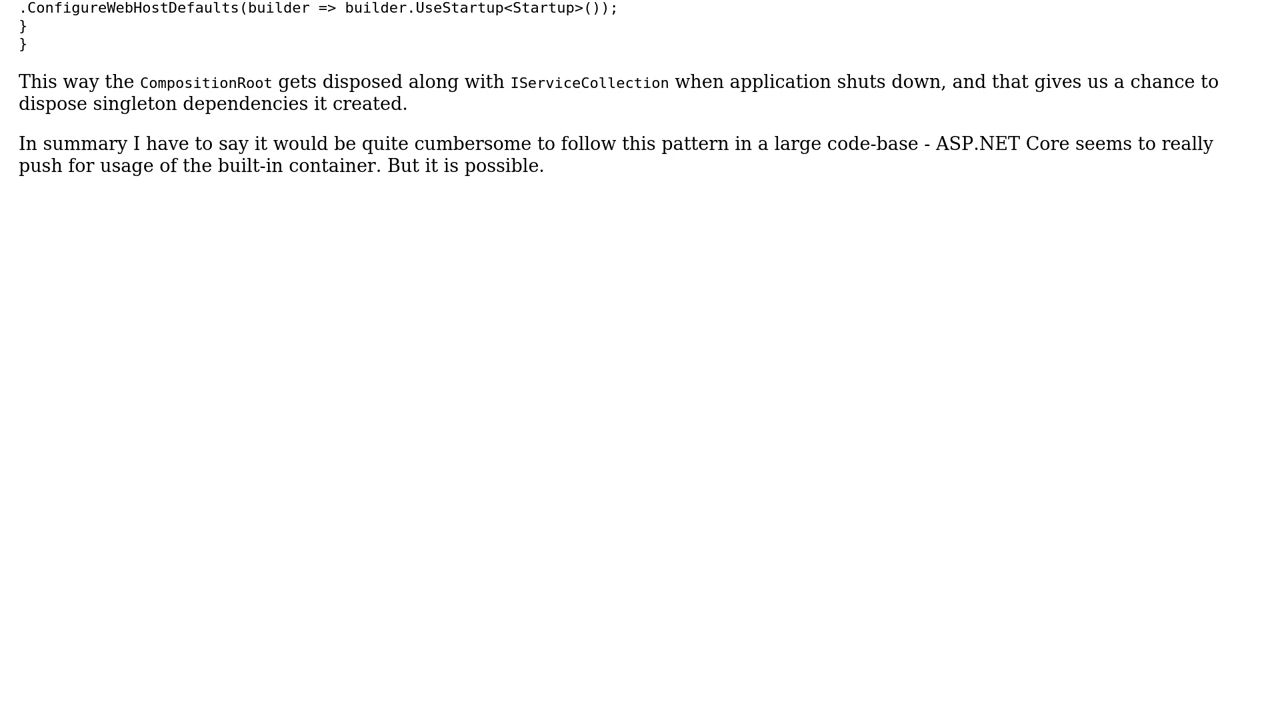 .ConfigureWebHostDefaults(builder => builder.UseStartup<Startup>());
}
}
This way the CompositionRoot gets disposed along with IServiceCollection when application shuts down, and that gives us a chance to
dispose singleton dependencies it created.
In summary I have to say it would be quite cumbersome to follow this pattern in a large code-base - ASP.NET Core seems to really
push for usage of the built-in container. But it is possible.